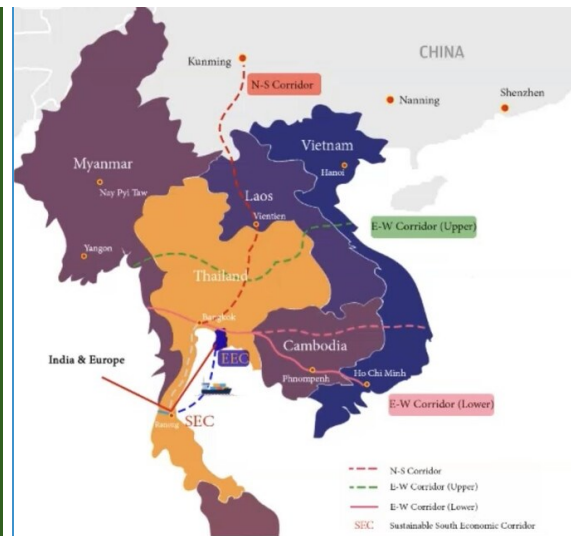 CHINA
Kunming
N-S Corridor
Nanning
Shenzhen
Vietnam
Hanoi
Myanmar
Nay Pyi Taw
Laos
Vientien
E-W Corridor (Upper)
Yangon
Thailand
Bangkok
Cambodia
EEC
India & Europe
Phnompenh
Ho Chi Minh
E-W Corridor (Lower)
SEC
N-S Corridor
E-W Corridor (Upper)
E-W Corridor (Lower)
SEC Sustainable South Economic Corridor